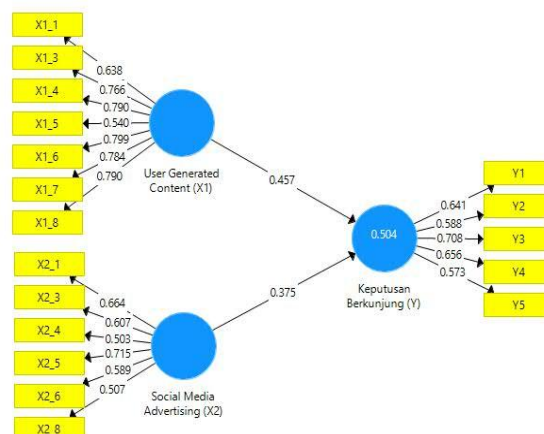 X1_1
X1_3
X1_4
X1_5
X1_6
X1_7
X1_8
0.638
0.766
0.790
0.540
0.799
0.784
0.790
User Generated
Content (X1)
0.457
X2_1
X2_3
X2_4
X2_5
X2_6
X2_8
0.664
0.607
0.503
0.715
0.589
0.507
Social Media
Advertising (X2)
0.375
0.504
Keputusan
Berkunjung (Y)
0.641
0.588
0.708
0.656
0.573
Y1
Y2
Y3
Y4
Y5